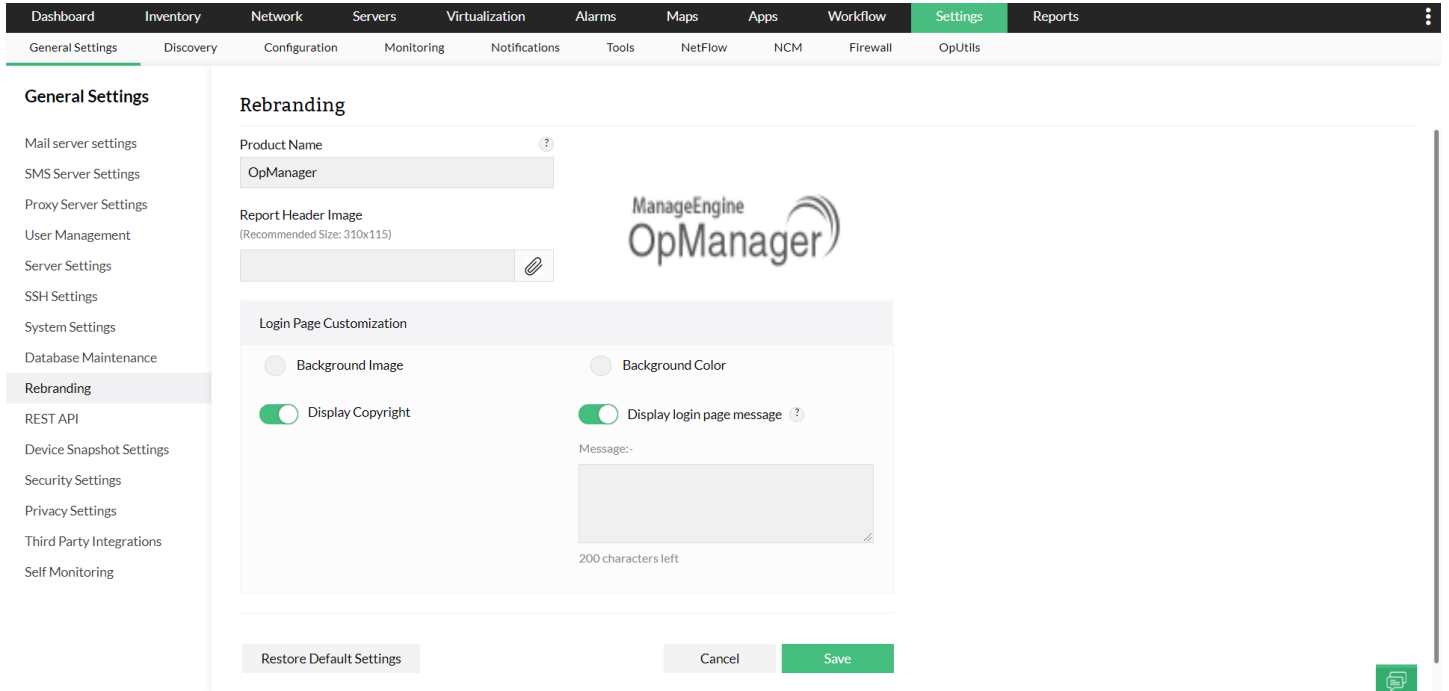 Dashboard Inventory Network Servers Virtualization Alarms Maps Apps Workflow Settings Reports
General Settings Discovery Configuration Monitoring Notifications Tools NetFlow NCM Firewall OpUtils
General Settings
Mail server settings
SMS Server Settings
Proxy Server Settings
User Management
Server Settings
SSH Settings
System Settings
Database Maintenance
Rebranding
REST API
Device Snapshot Settings
Security Settings
Privacy Settings
Third Party Integrations
Self Monitoring
Rebranding
Product Name ?
OpManager
Report Header Image
(Recommended Size: 310x115)
ManageEngine
OpManager
Login Page Customization
Background Image Background Color
Display Copyright Display login page message ?
Message:-
200 characters left
Restore Default Settings Cancel Save